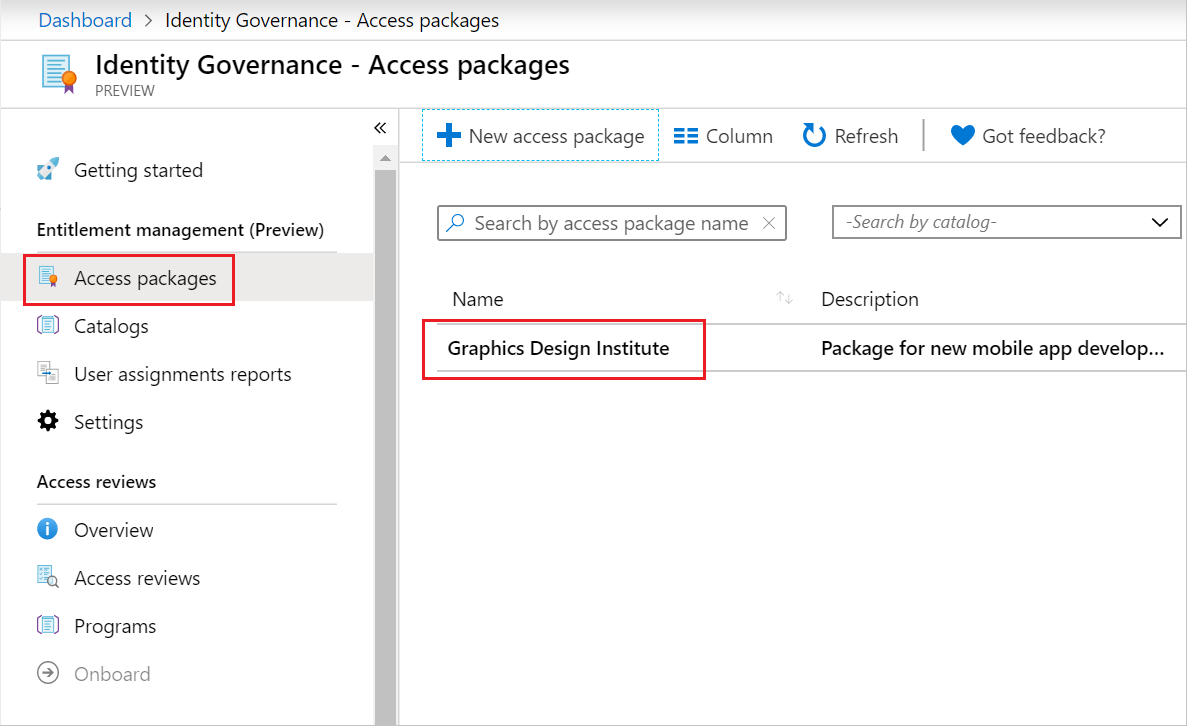 Dashboard > Identity Governance - Access packages
Identity Governance - Access packages
PREVIEW
«
Getting started
Entitlement management (Preview)
Access packages
Catalogs
User assignments reports
Settings
Access reviews
Overview
Access reviews
Programs
Onboard
New access package
Column
Refresh
Got feedback?
Search by access package name
-Search by catalog-
Name
Description
Graphics Design Institute
Package for new mobile app develop...